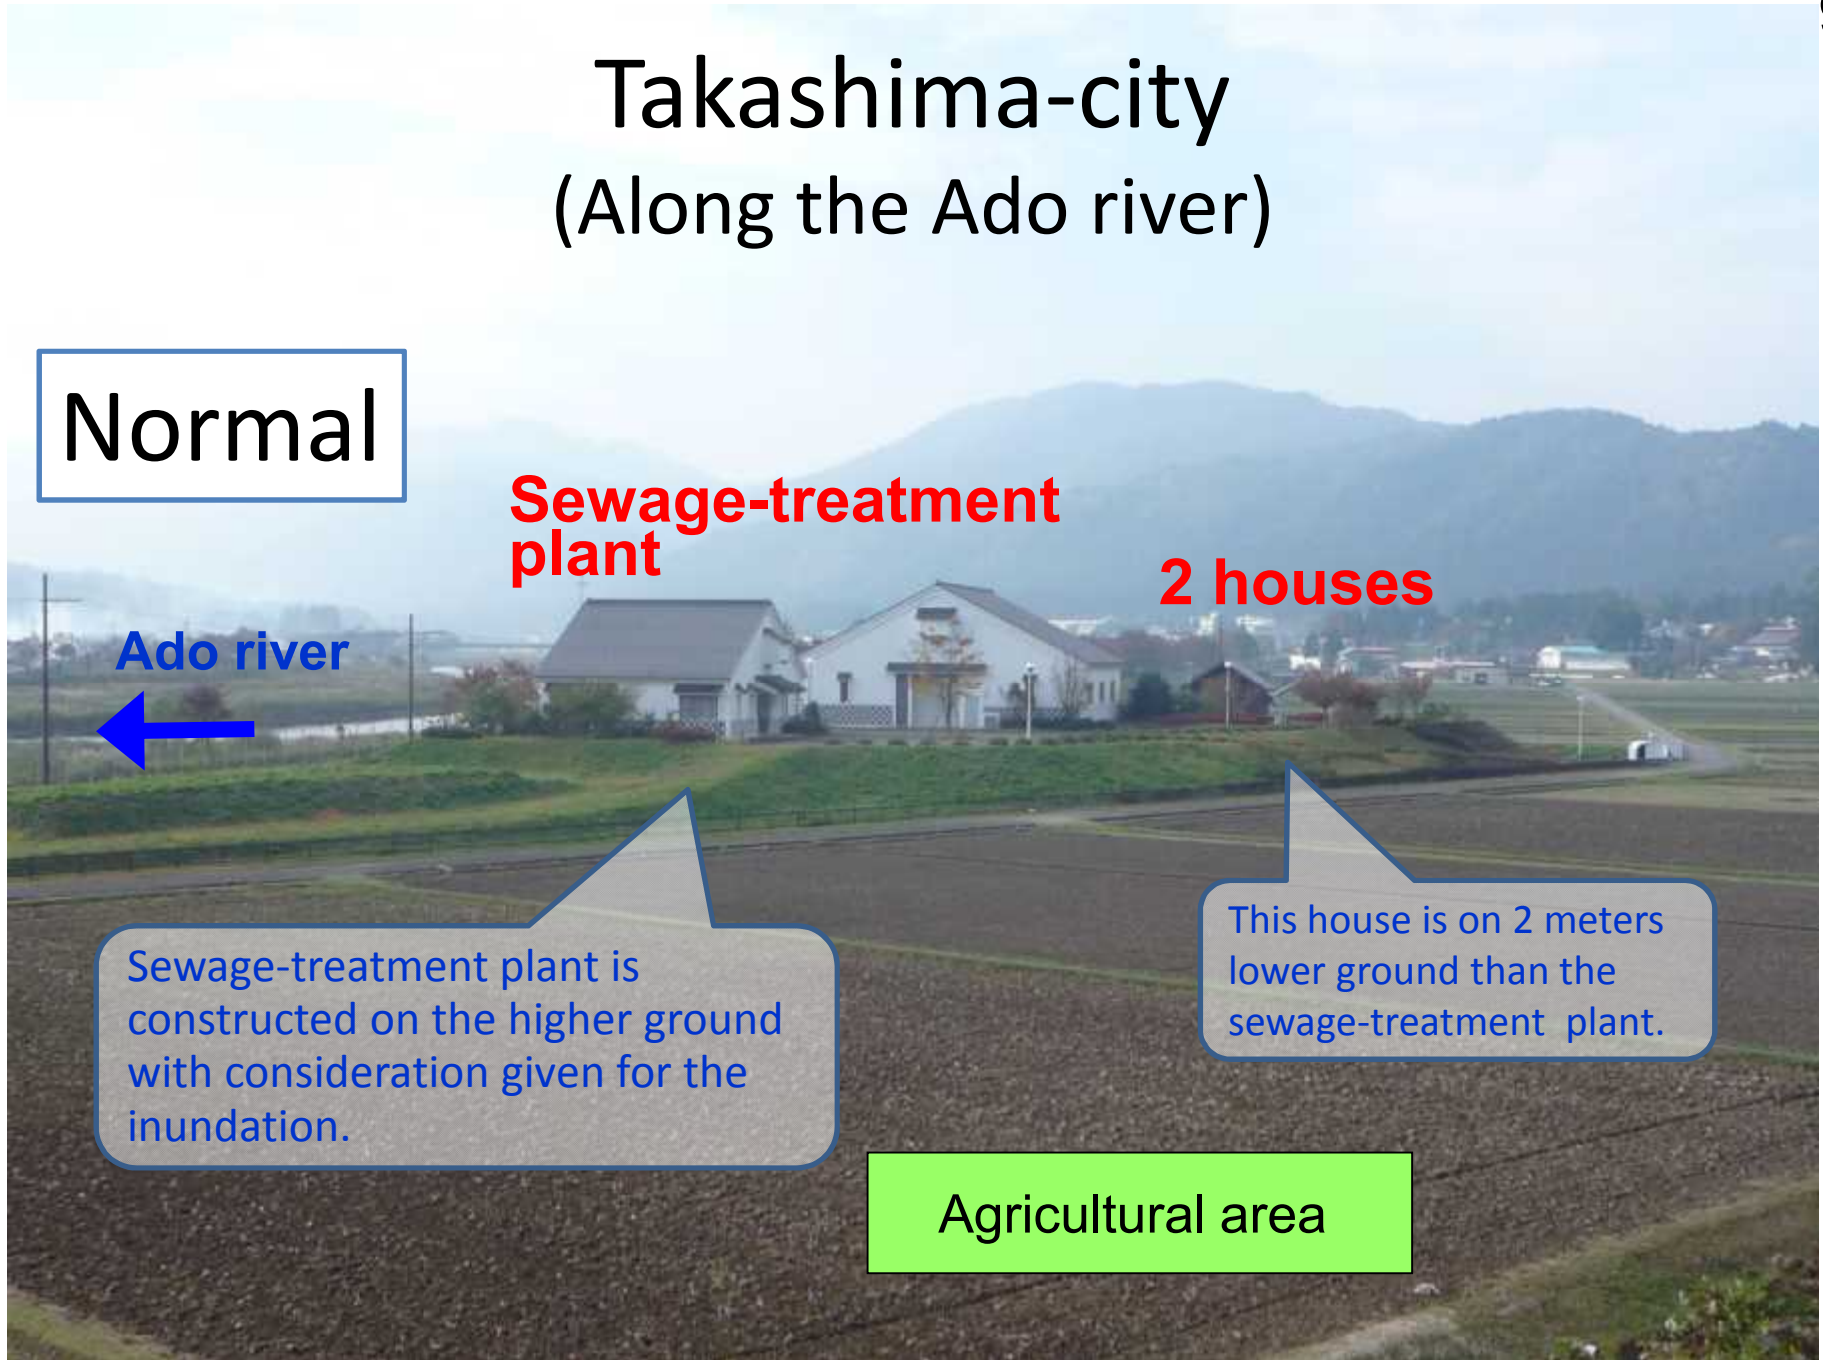 Takashima-city
(Along the Ado river)
Normal
Sewage-treatment
plant
2 houses
Ado river
This house is on 2 meters
lower ground than the
sewage-treatment plant.
Sewage-treatment plant is
constructed on the higher ground
with consideration given for the
inundation.
Agricultural area